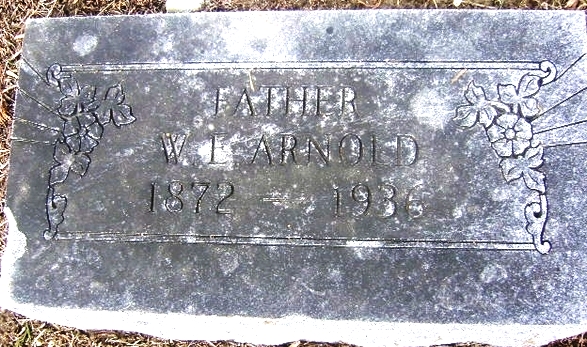 FATHER
W. L. ARNOLD
1872 — 1936